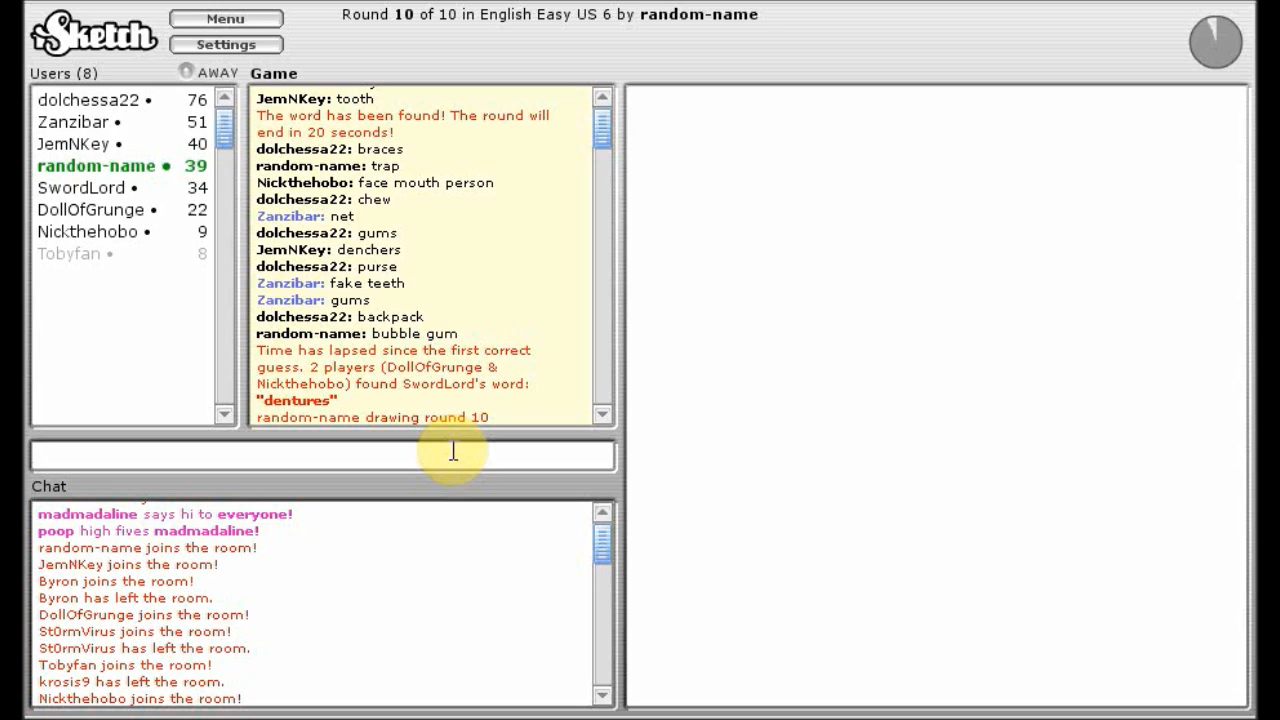 iSketch
Menu
Settings
Round 10 of 10 in English Easy US 6 by random-name
Users (8)
AWAY
Game
dolchessa22 • 76
Zanzibar • 51
JemNKey • 40
random-name • 39
SwordLord • 34
DollOfGrunge • 22
Nickthehobo • 9
Tobyfan • 8
JemNKey: tooth
The word has been found! The round will
end in 20 seconds!
dolchessa22: braces
random-name: trap
Nickthehobo: face mouth person
dolchessa22: chew
Zanzibar: net
dolchessa22: gums
JemNKey: denchers
dolchessa22: purse
Zanzibar: fake teeth
Zanzibar: gums
dolchessa22: backpack
random-name: bubble gum
Time has lapsed since the first correct
guess. 2 players (DollOfGrunge &
Nickthehobo) found SwordLord's word:
"dentures"
random-name drawing round 10
Chat
madmadaline says hi to everyone!
poop high fives madmadaline!
random-name joins the room!
JemNKey joins the room!
Byron joins the room!
Byron has left the room.
DollOfGrunge joins the room!
St0rmVirus joins the room!
St0rmVirus has left the room.
Tobyfan joins the room!
krosis9 has left the room.
Nickthehobo joins the room!